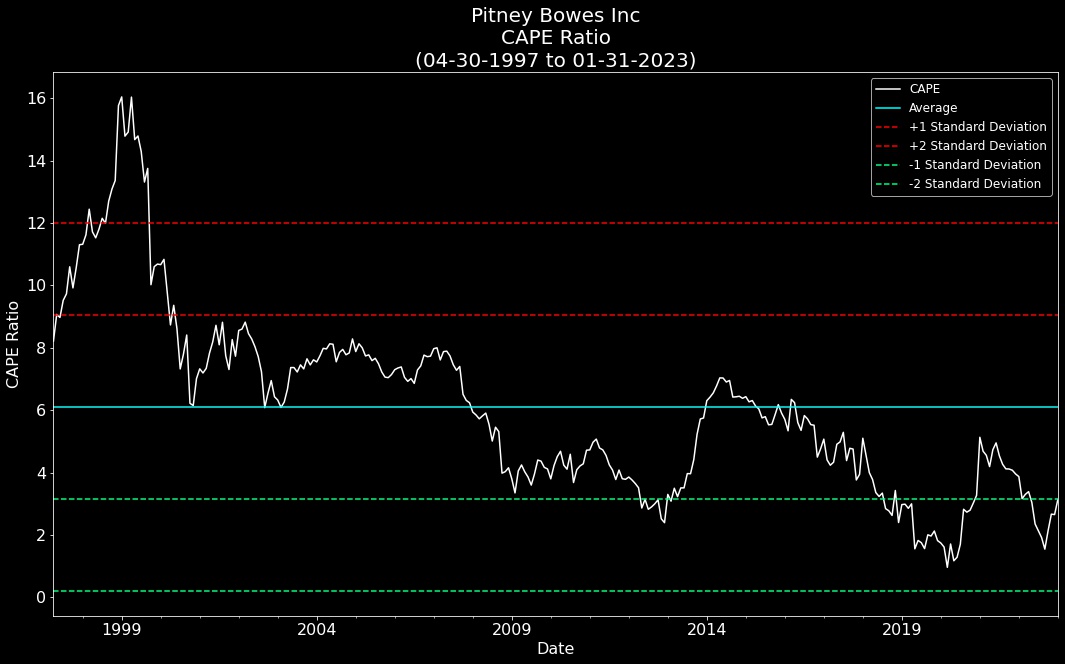 Pitney Bowes Inc
CAPE Ratio
(04-30-1997 to 01-31-2023)
CAPE
Average
+1 Standard Deviation
+2 Standard Deviation
-1 Standard Deviation
-2 Standard Deviation
CAPE Ratio
16
14
12
10
8
6
4
2
0
1999
2004
2009
2014
2019
Date